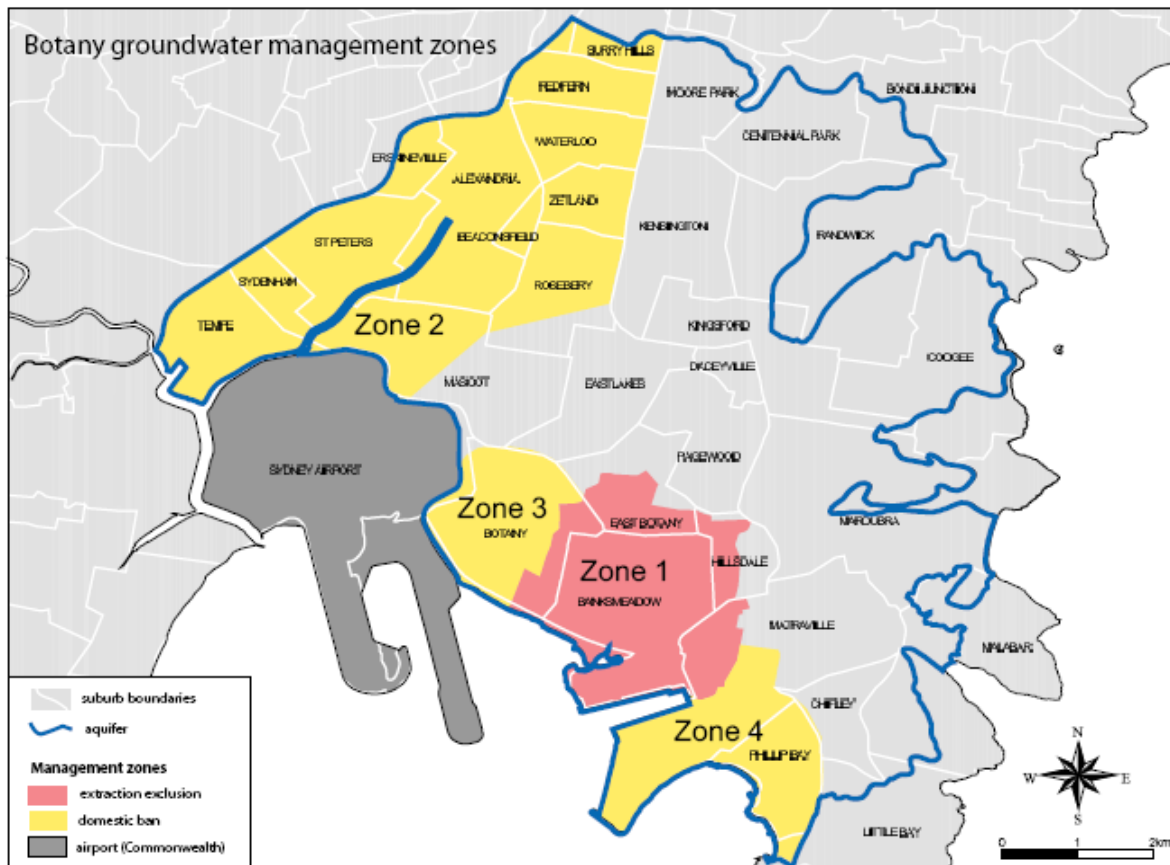 Botany groundwater management zones
SURRY HILLS
REDFERN
MOORE PARK
BONDI JUNCTION
CENTENNIAL PARK
WATERLOO
ERSKINEVILLE
ALEXANDRIA
ZETLAND
KENSINGTON
RANDWICK
ST PETERS
BEACONSFIELD
SYDENHAM
ROSEBERY
TEMPE
Zone 2
KINGSFORD
COOGEE
DACEYVILLE
MASCOT
EASTLAKES
PAGEWOOD
SYDNEY AIRPORT
Zone 3
BOTANY
EAST BOTANY
MAROUBRA
HILLSDALE
Zone 1
BANKSMEADOW
MATRAVILLE
MALABAR
CHIFLEY
Zone 4
PHILLIP BAY
LITTLE BAY
suburb boundaries
aquifer
Management zones
extraction exclusion
domestic ban
airport (Commonwealth)
N
W E
S
0 1 2km